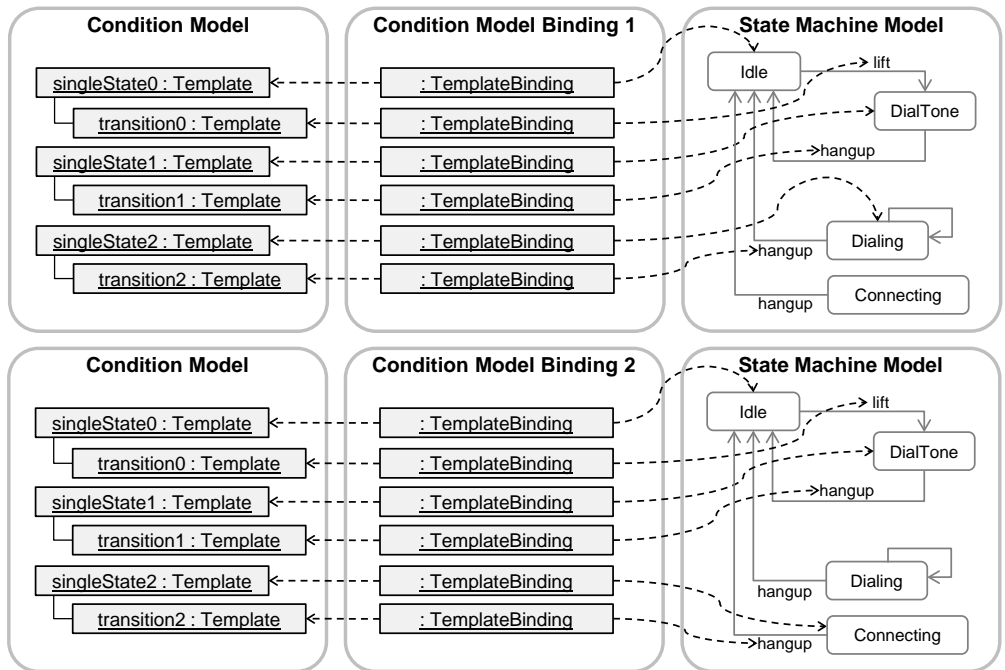 Condition Model
singleState0 : Template
transition0 : Template
singleState1 : Template
transition1 : Template
singleState2 : Template
transition2 : Template
Condition Model Binding 1
: TemplateBinding
: TemplateBinding
: TemplateBinding
: TemplateBinding
: TemplateBinding
: TemplateBinding
State Machine Model
Idle
lift
DialTone
hangup
Dialing
hangup
Connecting
hangup
Condition Model
singleState0 : Template
transition0 : Template
singleState1 : Template
transition1 : Template
singleState2 : Template
transition2 : Template
Condition Model Binding 2
: TemplateBinding
: TemplateBinding
: TemplateBinding
: TemplateBinding
: TemplateBinding
: TemplateBinding
State Machine Model
Idle
lift
DialTone
hangup
Dialing
hangup
Connecting
hangup